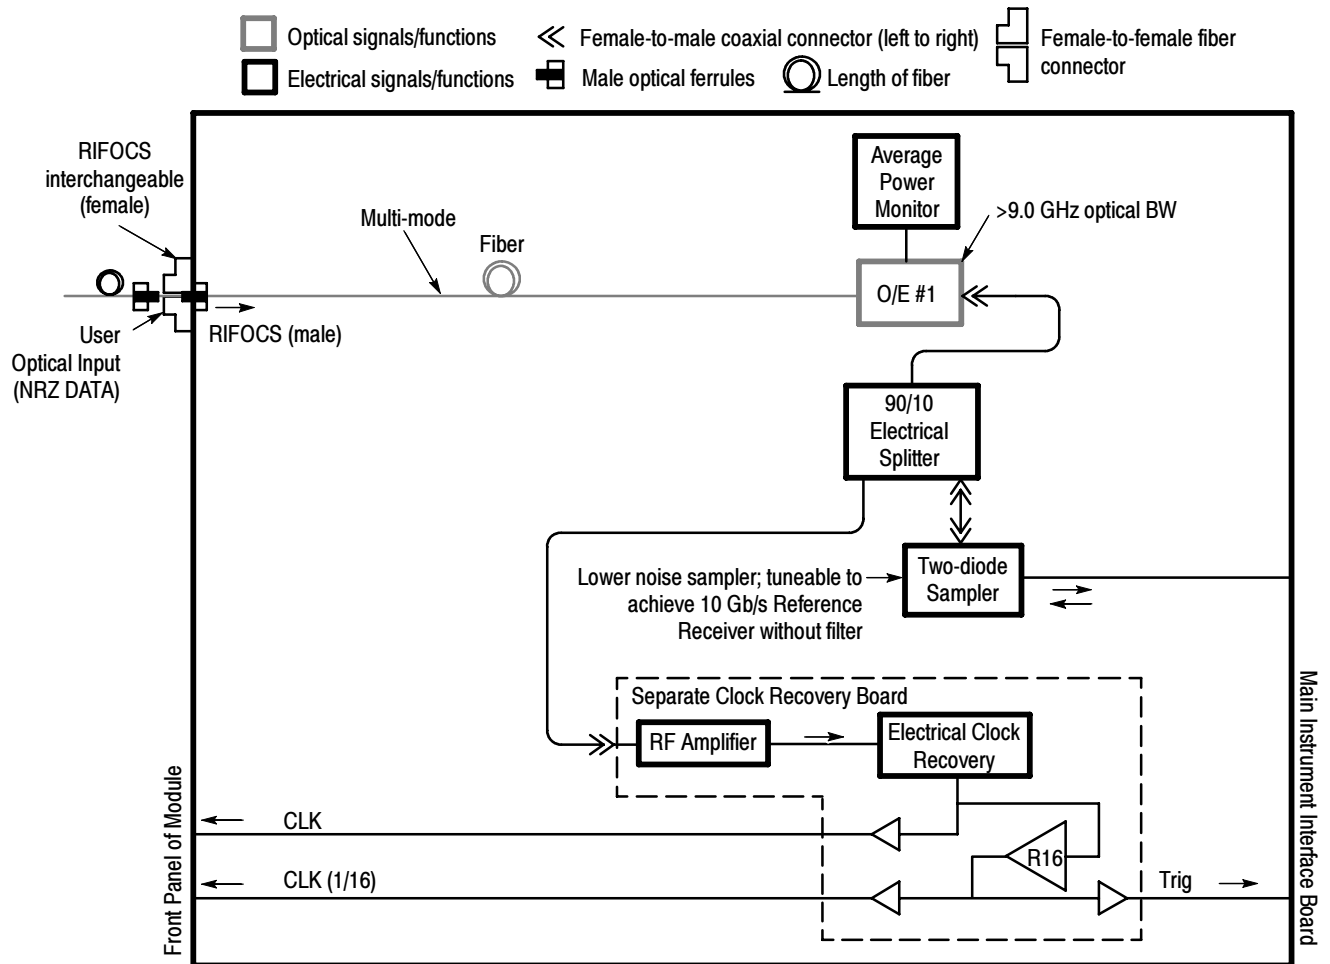 Optical signals/functions
Female-to-male coaxial connector (left to right)
Female-to-female fiber
connector
Electrical signals/functions
Male optical ferrules
Length of fiber
RIFOCS
interchangeable
(female)
Multi-mode
Fiber
Average
Power
Monitor
>9.0 GHz optical BW
O/E #1
RIFOCS (male)
User
Optical Input
(NRZ DATA)
90/10
Electrical
Splitter
Lower noise sampler; tuneable to
achieve 10 Gb/s Reference
Receiver without filter
Two-diode
Sampler
Separate Clock Recovery Board
RF Amplifier
Electrical Clock
Recovery
CLK
R16
CLK (1/16)
Trig
Front Panel of Module
Main Instrument Interface Board